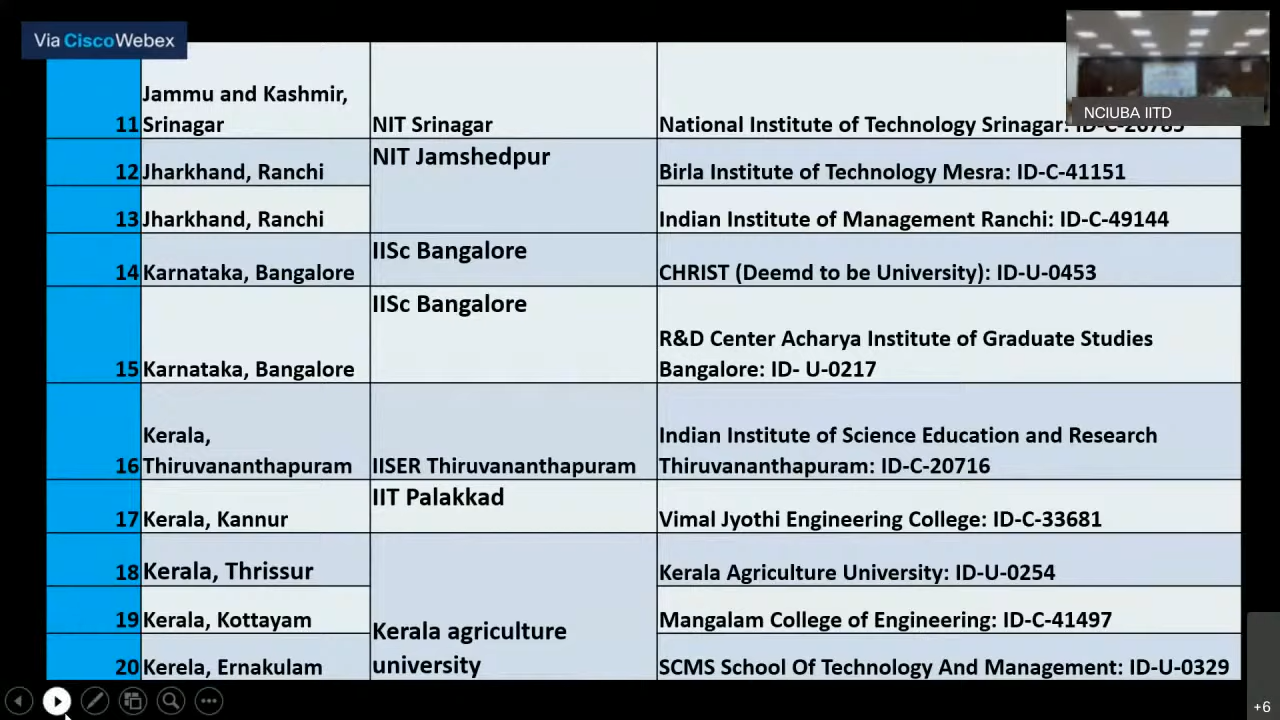 Via Cisco Webex
NCIUBA IITD
Jammu and Kashmir,
11 Srinagar NIT Srinagar National Institute of Technology Srinagar:
12 Jharkhand, Ranchi NIT Jamshedpur Birla Institute of Technology Mesra: ID-C-41151
13 Jharkhand, Ranchi Indian Institute of Management Ranchi: ID-C-49144
14 Karnataka, Bangalore IISc Bangalore CHRIST (Deemd to be University): ID-U-0453
IISc Bangalore
R&D Center Acharya Institute of Graduate Studies
15 Karnataka, Bangalore Bangalore: ID- U-0217
Kerala, Indian Institute of Science Education and Research
16 Thiruvananthapuram IISER Thiruvananthapuram Thiruvananthapuram: ID-C-20716
17 Kerala, Kannur IIT Palakkad Vimal Jyothi Engineering College: ID-C-33681
18 Kerala, Thrissur Kerala Agriculture University: ID-U-0254
19 Kerala, Kottayam Kerala agriculture Mangalam College of Engineering: ID-C-41497
20 Kerela, Ernakulam university SCMS School Of Technology And Management: ID-U-0329
+6